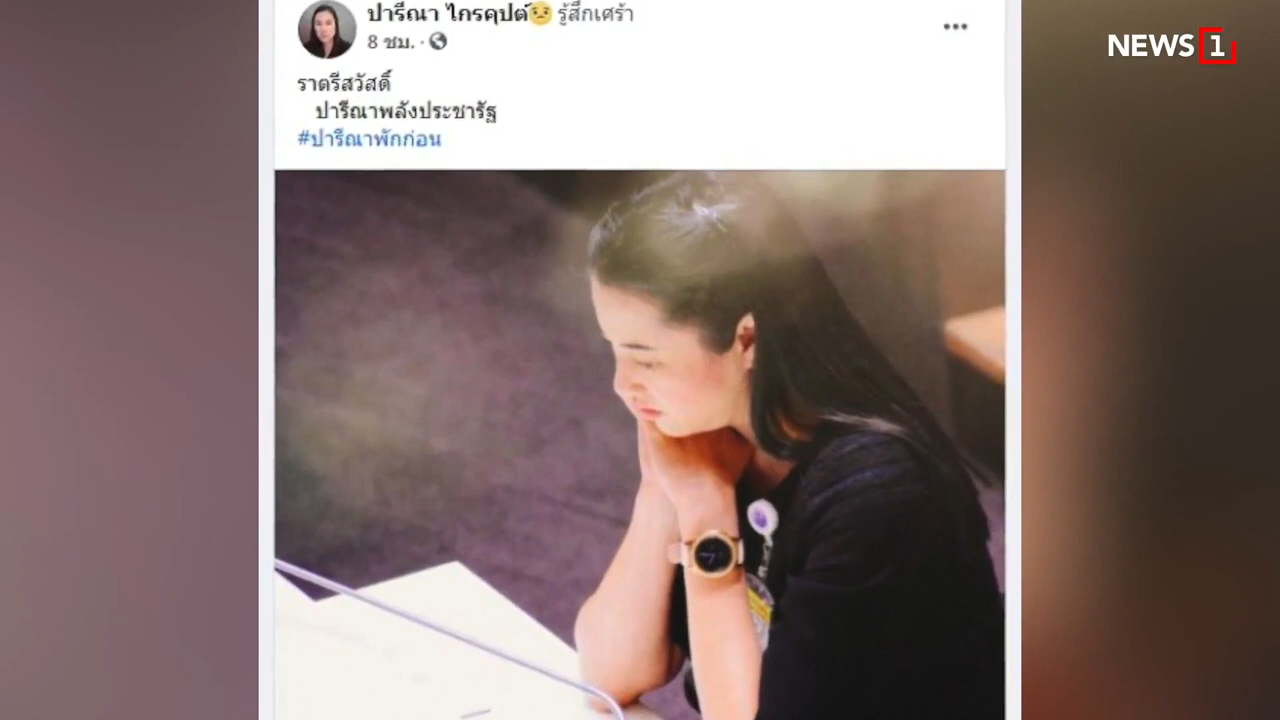 ปารีณา ไกรคุปต์ รู้สึกเศร้า
NEWS 1
8 ชม.
ราตรีสวัสดิ์
ปารีณาพลังประชารัฐ
#ปารีณาพักก่อน